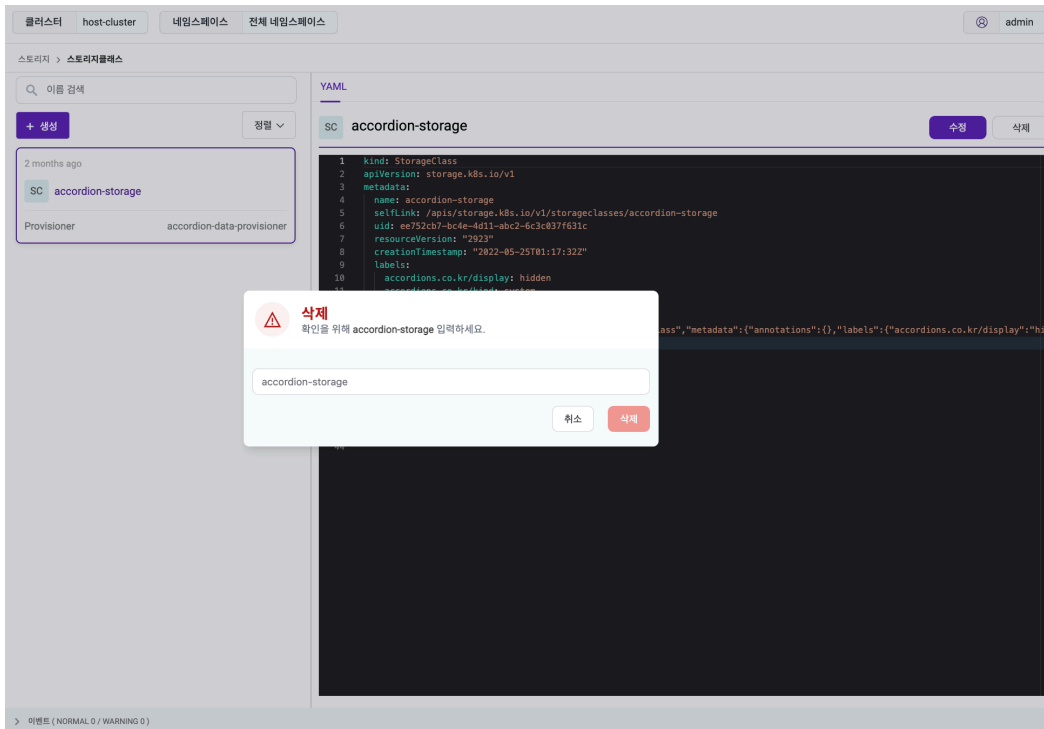 클러스터 host-cluster 네임스페이스 전체 네임스페이스 admin
스토리지 > 스토리지클래스
이름 검색
+ 생성
정렬
2 months ago
SC accordion-storage
Provisioner accordion-data-provisioner
YAML
SC accordion-storage
수정 삭제
1 kind: StorageClass
2 apiVersion: storage.k8s.io/v1
3 metadata:
4 name: accordion-storage
5 selfLink: /apis/storage.k8s.io/v1/storageclasses/accordion-storage
6 uid: ee752cb7-bc4e-4d11-abc2-6c3c037f631c
7 resourceVersion: "2923"
8 creationTimestamp: "2022-05-25T01:17:32Z"
9 labels:
10 accordions.co.kr/display: hidden
11 accordions.co.kr/kind: system
ass","metadata":{"annotations":{},"labels":{"accordions.co.kr/display":"hi
삭제
확인을 위해 accordion-storage 입력하세요.
accordion-storage
취소 삭제
> 이벤트 ( NORMAL 0 / WARNING 0 )